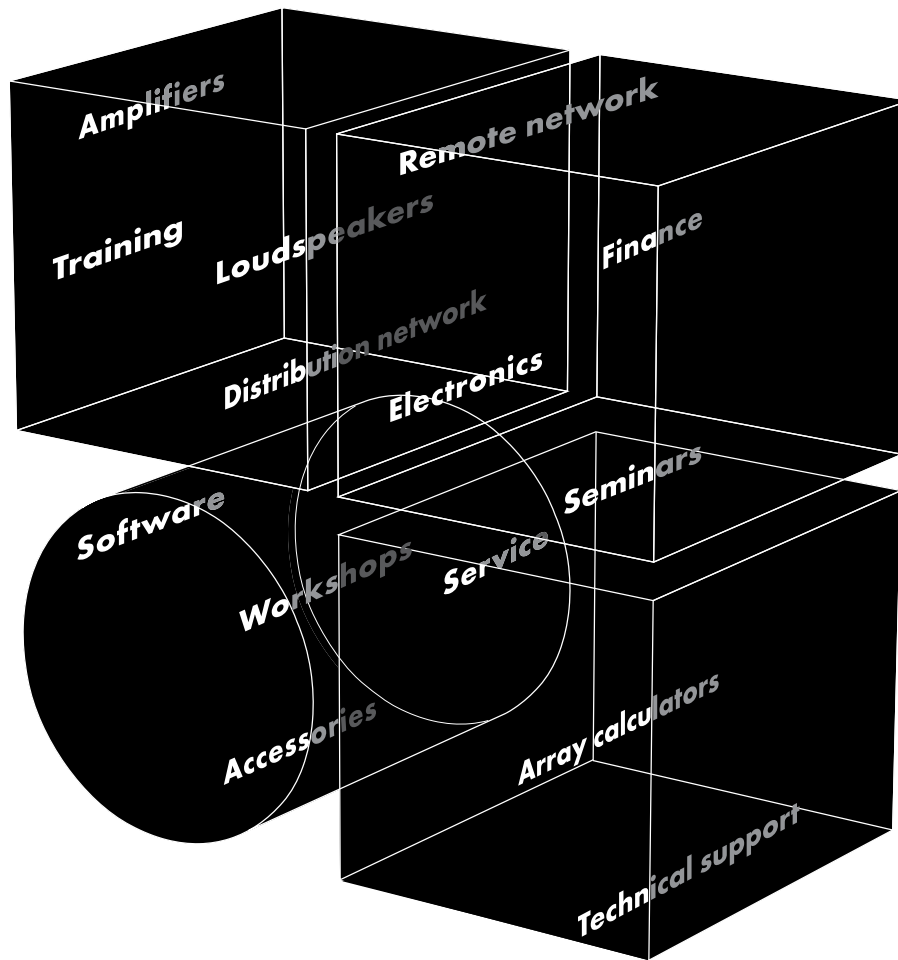 Amplifiers
Remote network
Training
Loudspeakers
Finance
Distribution network
Electronics
Software
Seminars
Workshops
Service
Accessories
Array calculators
Technical support